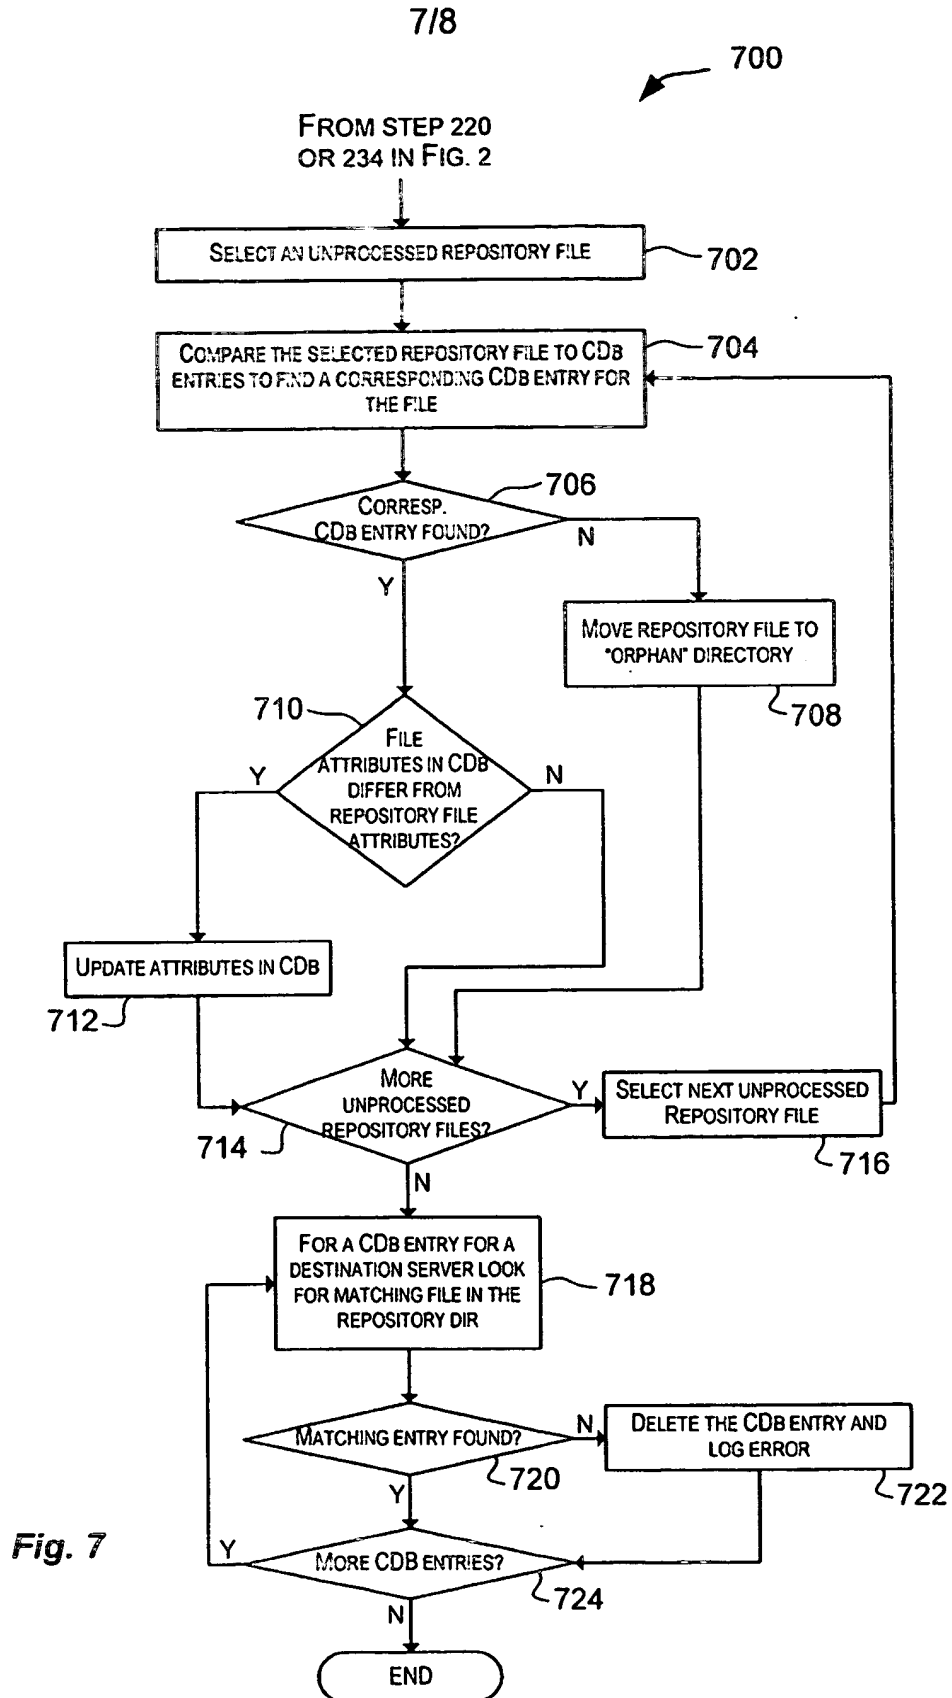 7/8
700
FROM STEP 220
OR 234 IN FIG. 2
SELECT AN UNPROCESSED REPOSITORY FILE
702
COMPARE THE SELECTED REPOSITORY FILE TO CDB
ENTRIES TO FIND A CORRESPONDING CDB ENTRY FOR
THE FILE
704
CORRESP.
CDB ENTRY FOUND?
706
N
Y
MOVE REPOSITORY FILE TO
"ORPHAN" DIRECTORY
708
710
FILE
ATTRIBUTES IN CDB
DIFFER FROM
REPOSITORY FILE
ATTRIBUTES?
Y
N
UPDATE ATTRIBUTES IN CDB
712
MORE
UNPROCESSED
REPOSITORY FILES?
714
Y
SELECT NEXT UNPROCESSED
REPOSITORY FILE
716
N
FOR A CDB ENTRY FOR A
DESTINATION SERVER LOOK
FOR MATCHING FILE IN THE
REPOSITORY DIR
718
MATCHING ENTRY FOUND?
N
720
DELETE THE CDB ENTRY AND
LOG ERROR
722
Y
Fig. 7
Y
MORE CDB ENTRIES?
724
N
END